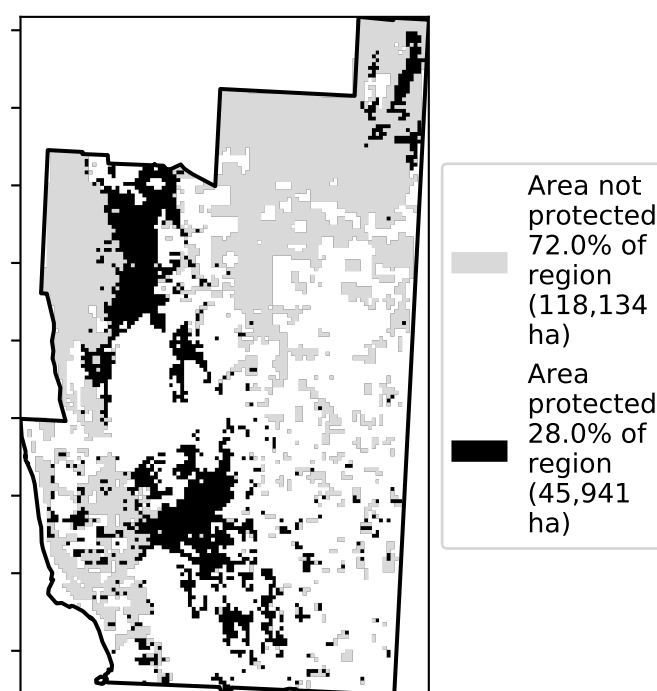 Area not
protected
72.0% of
region
(118,134
ha)
Area
protected
28.0% of
region
(45,941
ha)